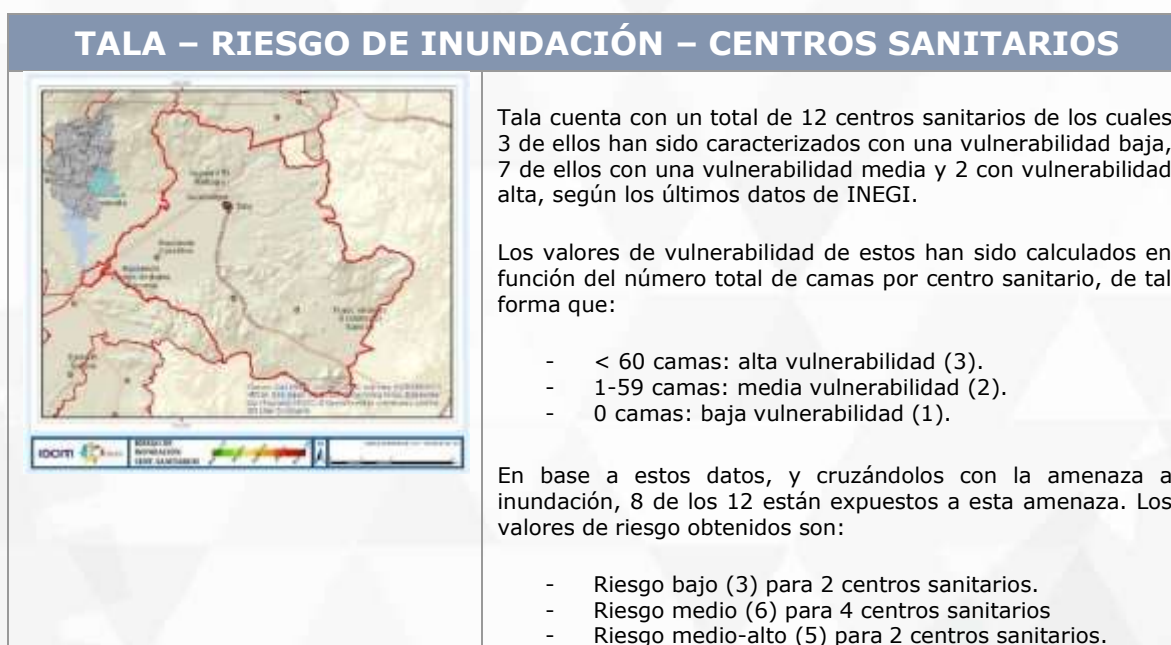 TALA – RIESGO DE INUNDACIÓN – CENTROS SANITARIOS
Tala cuenta con un total de 12 centros sanitarios de los cuales
3 de ellos han sido caracterizados con una vulnerabilidad baja,
7 de ellos con una vulnerabilidad media y 2 con vulnerabilidad
alta, según los últimos datos de INEGI.
Los valores de vulnerabilidad de estos han sido calculados en
función del número total de camas por centro sanitario, de tal
forma que:
- < 60 camas: alta vulnerabilidad (3).
- 1-59 camas: media vulnerabilidad (2).
- 0 camas: baja vulnerabilidad (1).
En base a estos datos, y cruzándolos con la amenaza a
inundación, 8 de los 12 están expuestos a esta amenaza. Los
valores de riesgo obtenidos son:
- Riesgo bajo (3) para 2 centros sanitarios.
- Riesgo medio (6) para 4 centros sanitarios
- Riesgo medio-alto (5) para 2 centros sanitarios.
Tala
IDOM
RIESGO DE
INUNDACIÓN
CENT. SANITARIOS